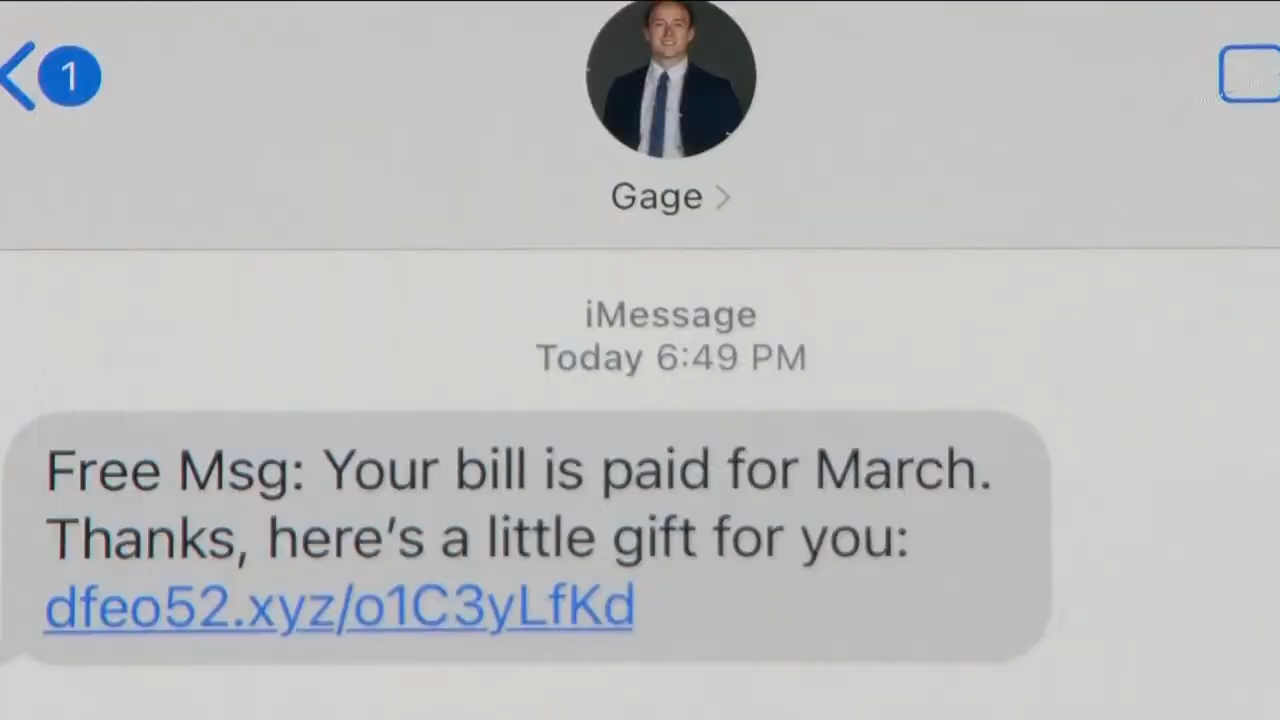 1
Gage
iMessage
Today 6:49 PM
Free Msg: Your bill is paid for March.
Thanks, here's a little gift for you:
dfeo52.xyz/o1C3yLfKd